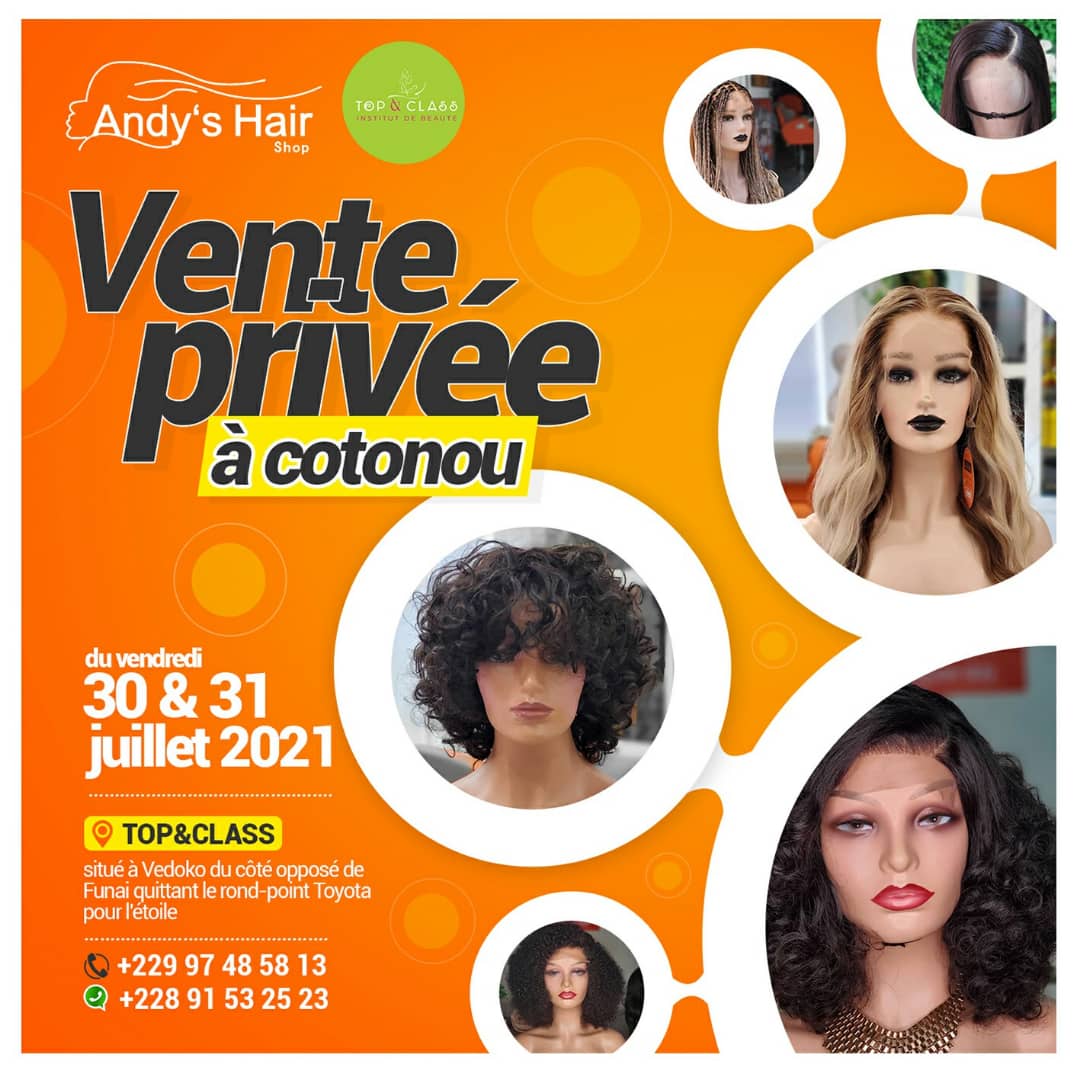 Andy's Hair
Shop
TOP & CLASS
INSTITUT DE BEAUTÉ
Vente
privée
à cotonou
du vendredi
30 & 31
juillet 2021
TOP&CLASS
situé à Vedoko du côté opposé de
Funai quittant le rond-point Toyota
pour l'étoile
+229 97 48 58 13
+228 91 53 25 23